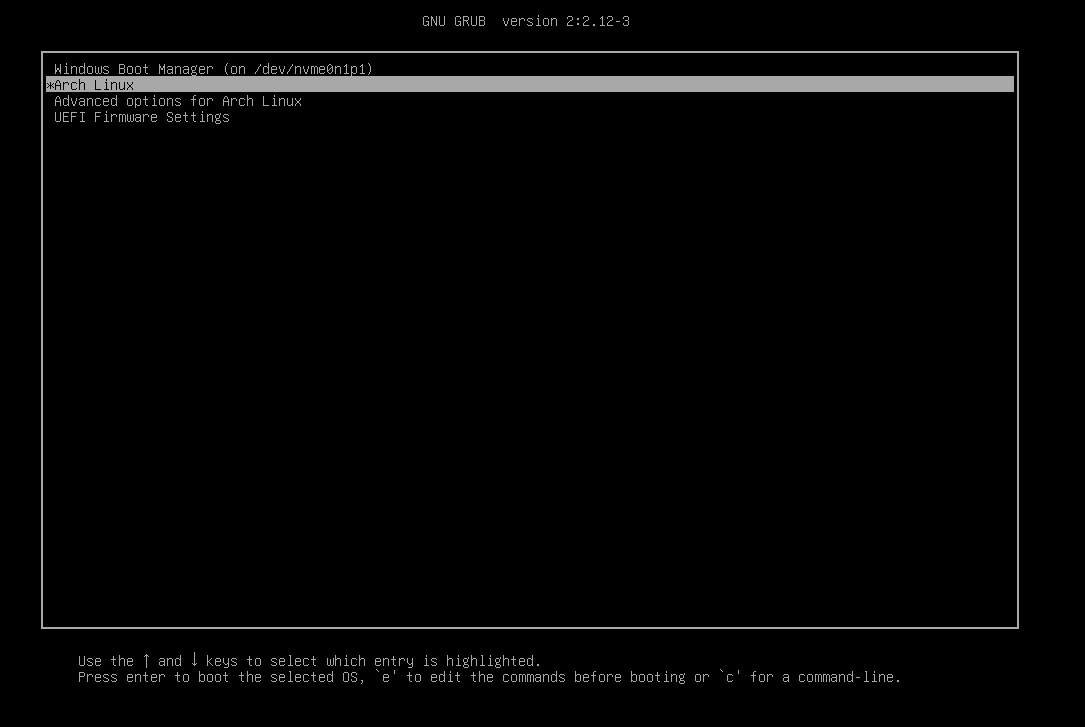 GNU GRUB  version 2:2.12-3
Windows Boot Manager (on /dev/nvme0n1p1)
*Arch Linux
Advanced options for Arch Linux
UEFI Firmware Settings
Use the ↑ and ↓ keys to select which entry is highlighted.
Press enter to boot the selected OS, `e' to edit the commands before booting or `c' for a command-line.